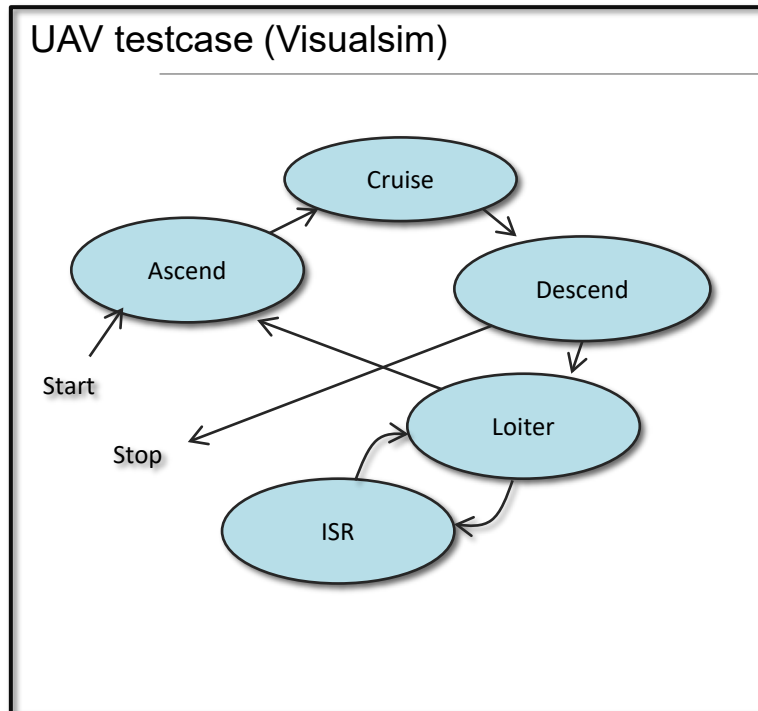 UAV testcase (Visualsim)
Cruise
Ascend
Descend
Start
Loiter
Stop
ISR